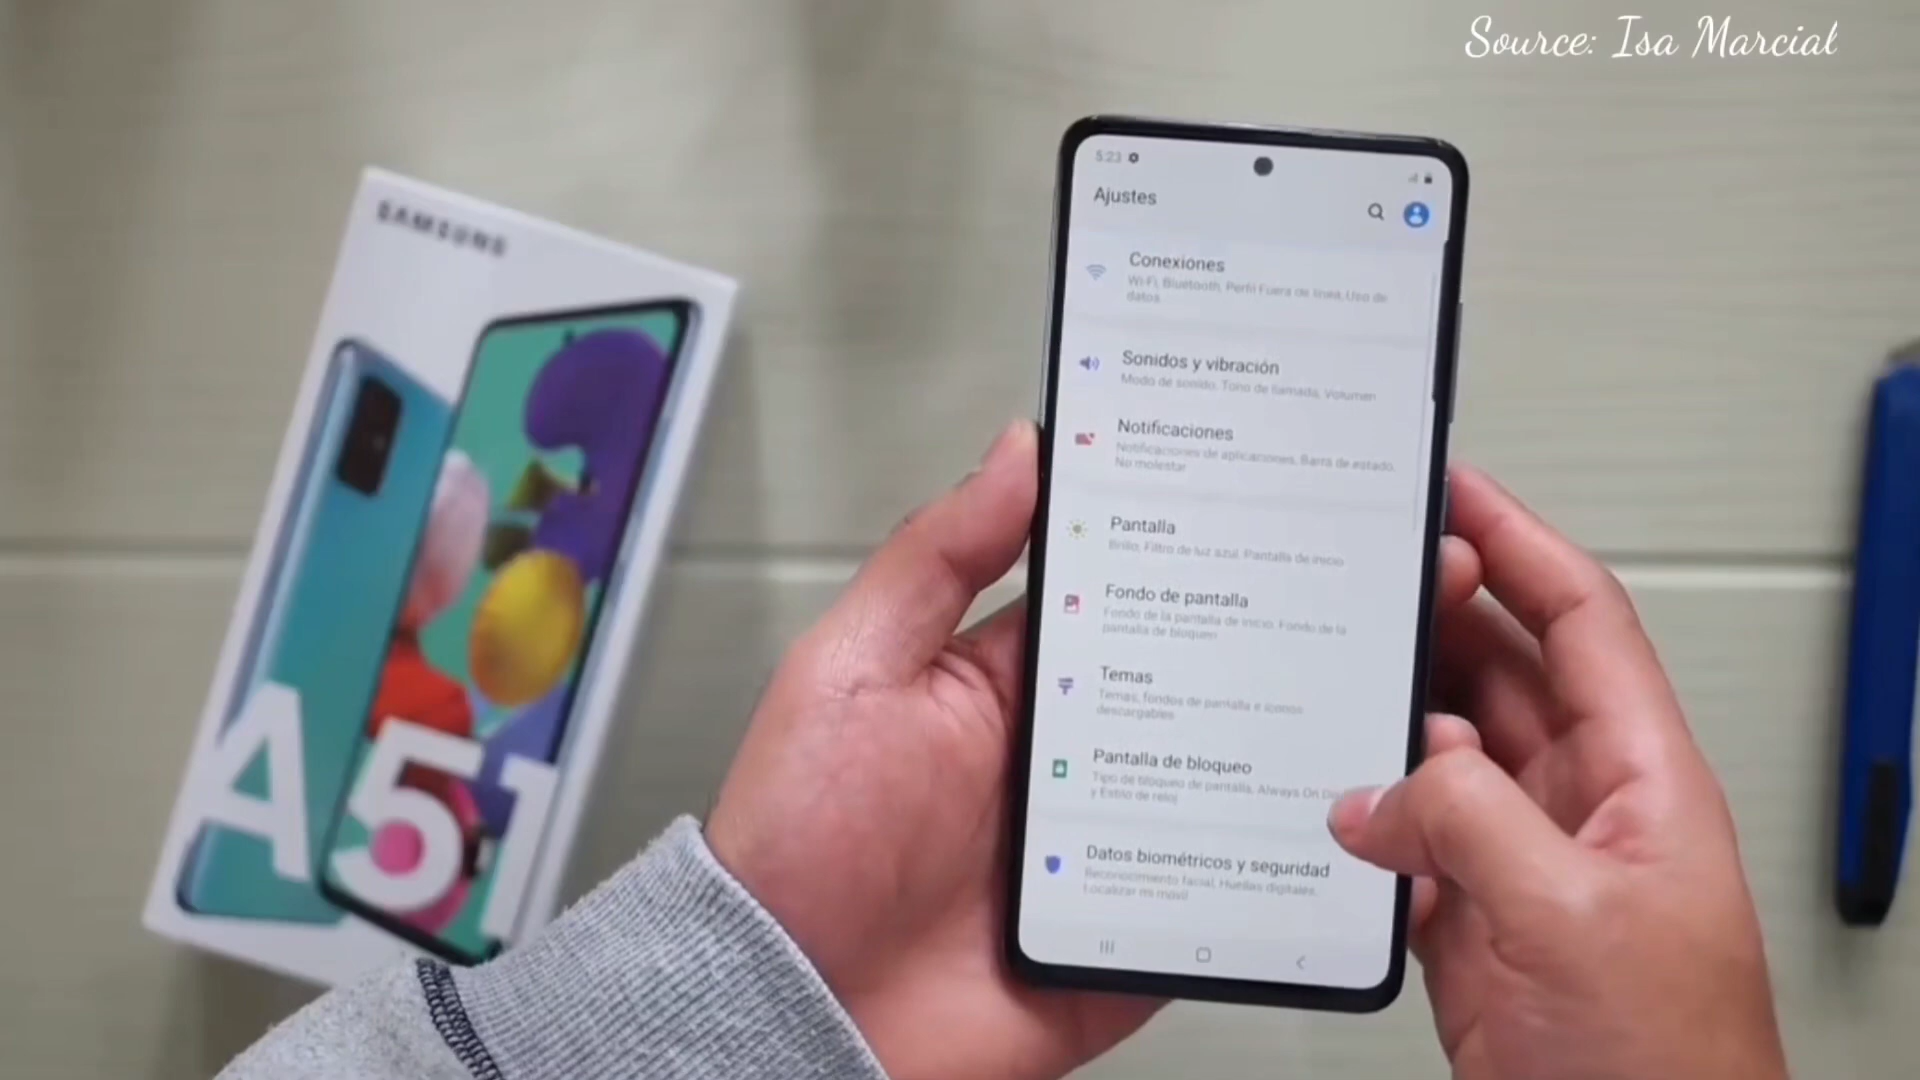 Source: Isa Marcial
SAMSUNG
A51
5:23
Ajustes
Conexiones
Wi-Fi, Bluetooth, Perfil Fuera de línea, Uso de
datos
Sonidos y vibración
Modo de sonido, Tono de llamada, Volumen
Notificaciones
Notificaciones de aplicaciones, Barra de estado,
No molestar
Pantalla
Brillo, Filtro de luz azul, Pantalla de inicio
Fondo de pantalla
Fondo de la pantalla de inicio, Fondo de la
pantalla de bloqueo
Temas
Temas, fondos de pantalla e iconos
descargables
Pantalla de bloqueo
Tipo de bloqueo de pantalla, Always On
y Estilo de reloj
Datos biométricos y seguridad
Reconocimiento facial, Huellas digitales,
Localizar mi móvil